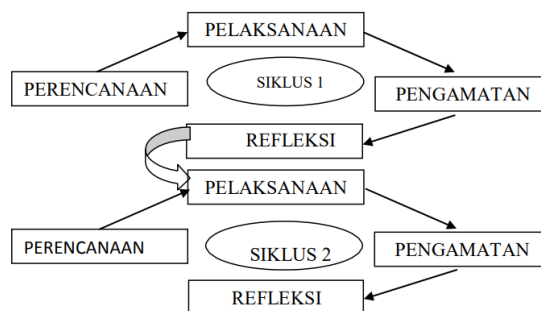 PELAKSANAAN
PERENCANAAN
SIKLUS 1
PENGAMATAN
REFLEKSI
PELAKSANAAN
PERENCANAAN
SIKLUS 2
PENGAMATAN
REFLEKSI